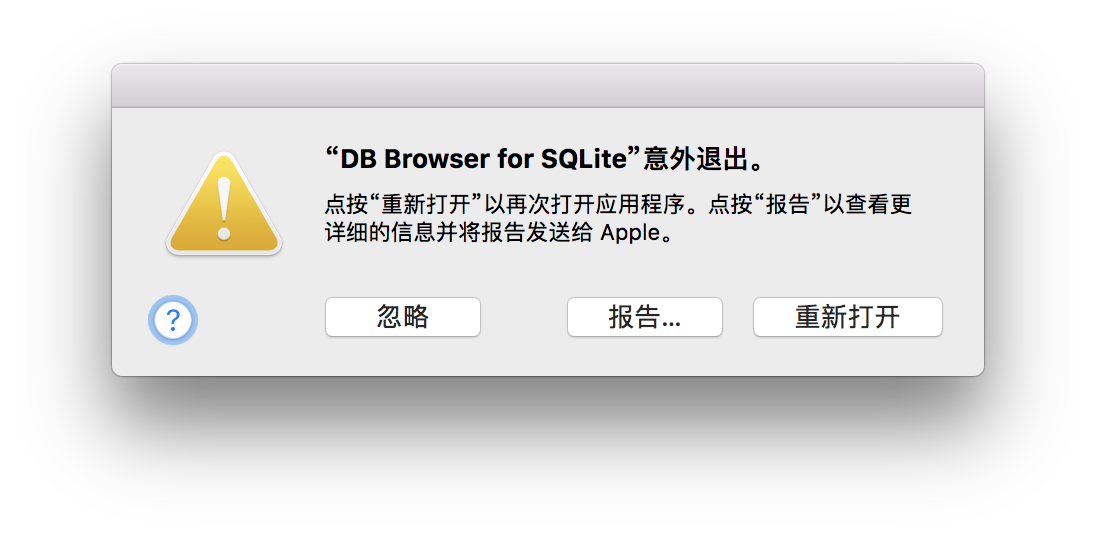 “DB Browser for SQLite”意外退出。
点按“重新打开”以再次打开应用程序。点按“报告”以查看更
详细的信息并将报告发送给 Apple。
?
忽略
报告...
重新打开